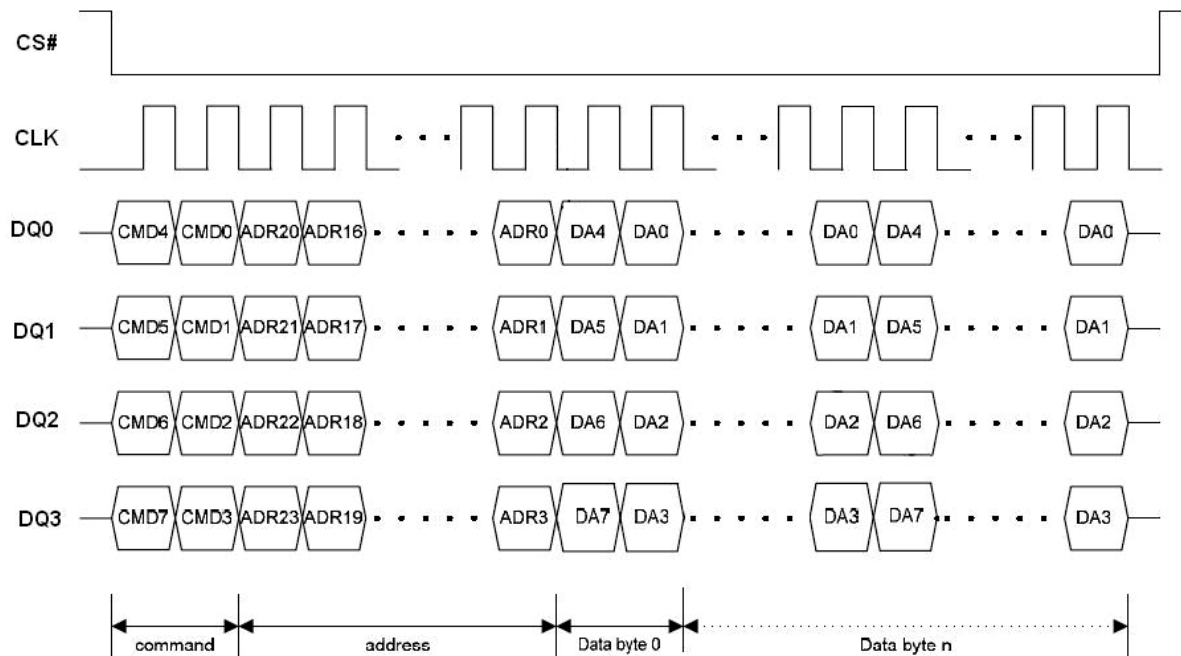 CS#
CLK
DQ0 CMD4 CMD0 ADR20 ADR16 ADR0 DA4 DA0 DA0 DA4 DA0
DQ1 CMD5 CMD1 ADR21 ADR17 ADR1 DA5 DA1 DA1 DA5 DA1
DQ2 CMD6 CMD2 ADR22 ADR18 ADR2 DA6 DA2 DA2 DA6 DA2
DQ3 CMD7 CMD3 ADR23 ADR19 ADR3 DA7 DA3 DA3 DA7 DA3
command address Data byte 0 Data byte n